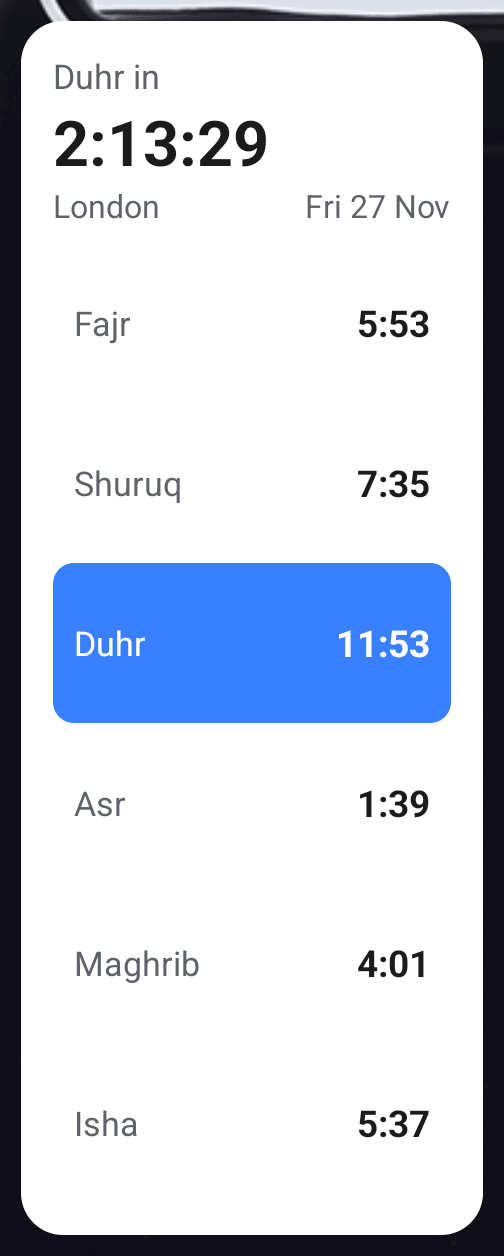 Duhr in
2:13:29
London Fri 27 Nov
Fajr 5:53
Shuruq 7:35
Duhr 11:53
Asr 1:39
Maghrib 4:01
Isha 5:37